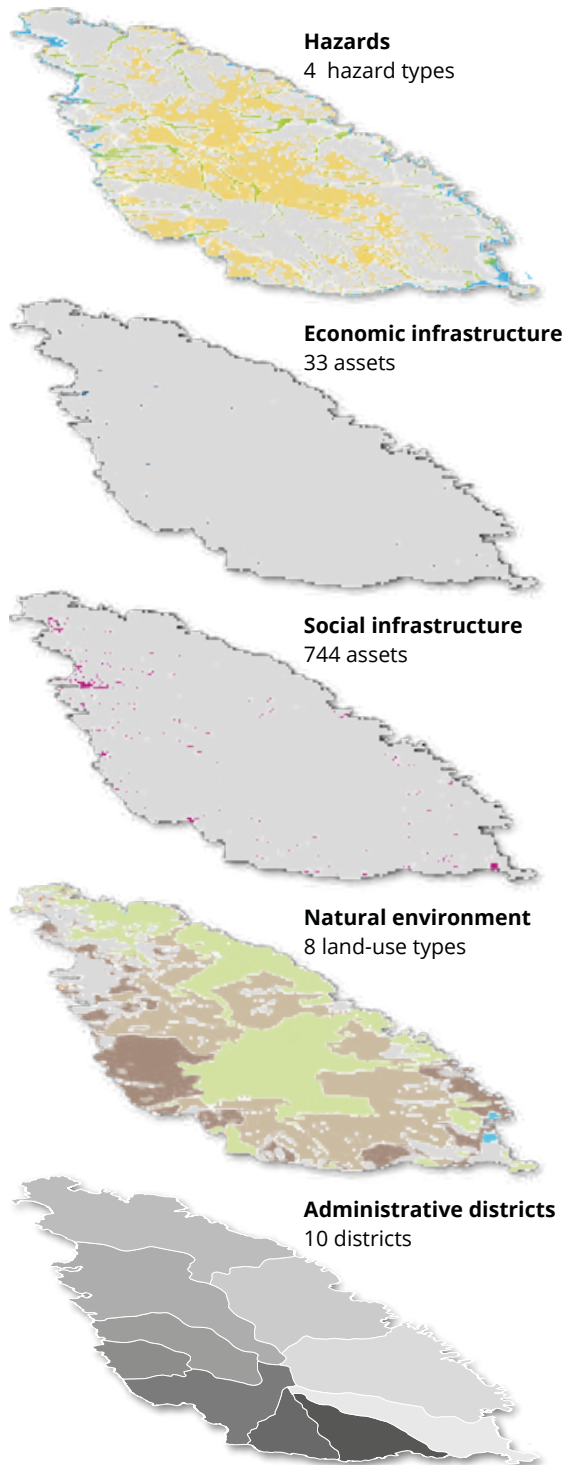 Hazards
4 hazard types
Economic infrastructure
33 assets
Social infrastructure
744 assets
Natural environment
8 land-use types
Administrative districts
10 districts